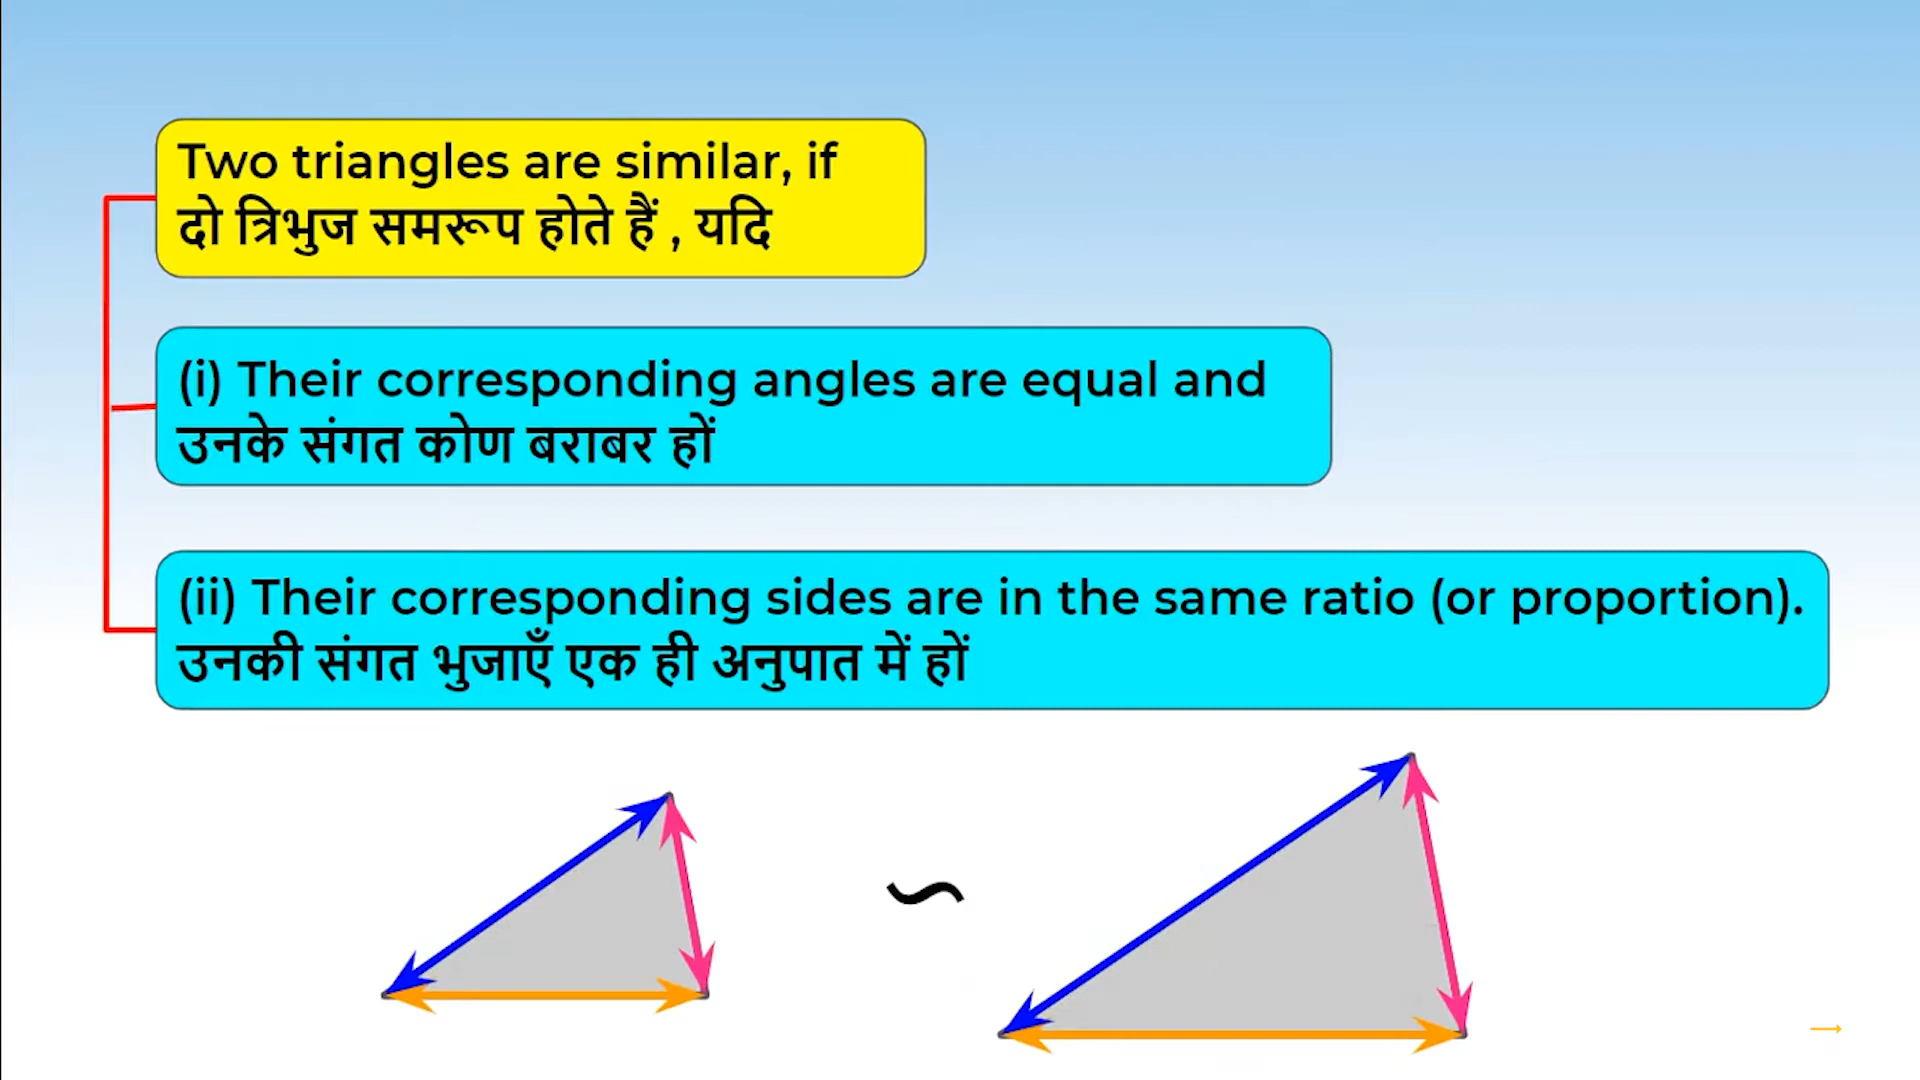 Two triangles are similar, if
दो त्रिभुज समरूप होते हैं , यदि
(i) Their corresponding angles are equal and
उनके संगत कोण बराबर हों
(ii) Their corresponding sides are in the same ratio (or proportion).
उनकी संगत भुजाएँ एक ही अनुपात में हों
∽